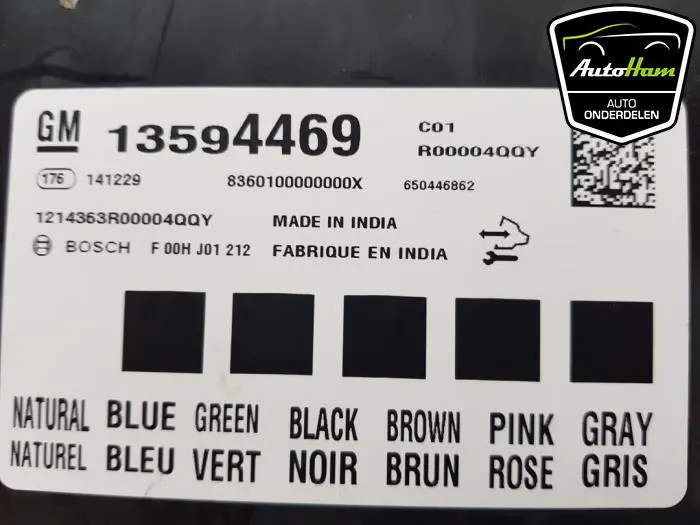 AutoHam
AUTO
ONDERDELEN
GM 13594469
C01
R00004QQY
176 141229 8360100000000X 650446862
1214363R00004QQY MADE IN INDIA
BOSCH F 00H J01 212 FABRIQUE EN INDIA
NATURAL BLUE GREEN BLACK BROWN PINK GRAY
NATUREL BLEU VERT NOIR BRUN ROSE GRIS